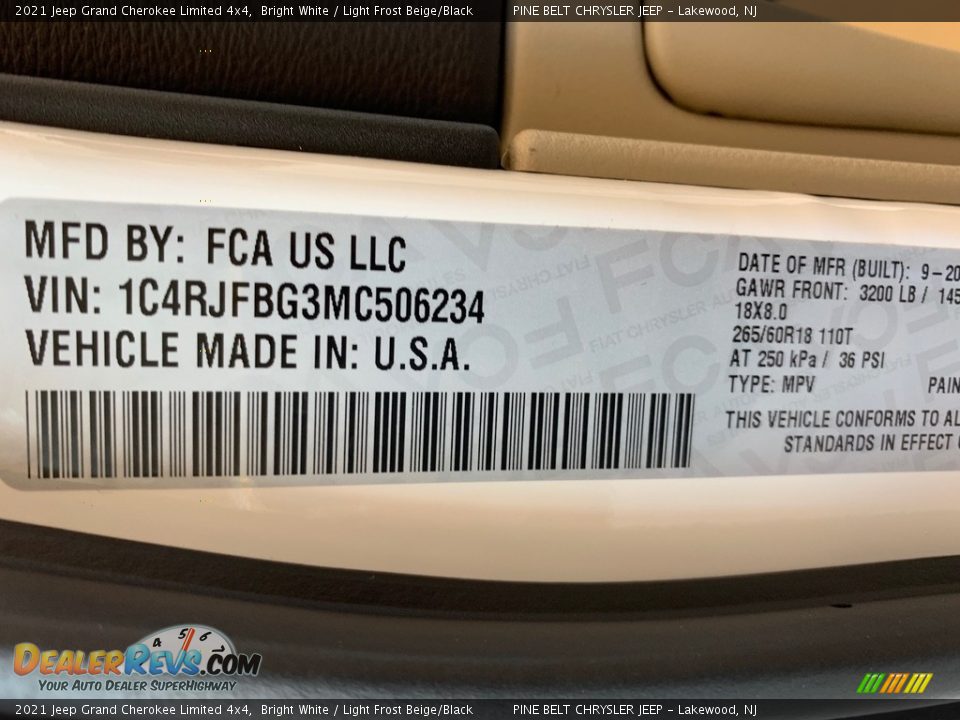 2021 Jeep Grand Cherokee Limited 4x4, Bright White / Light Frost Beige/Black PINE BELT CHRYSLER JEEP - Lakewood, NJ
MFD BY: FCA US LLC
VIN: 1C4RJFBG3MC506234
VEHICLE MADE IN: U.S.A.
DATE OF MFR (BUILT): 9-20
GAWR FRONT: 3200 LB / 145
18X8.0
265/60R18 110T
AT 250 kPa / 36 PSI
TYPE: MPV PAIN
THIS VEHICLE CONFORMS TO AL
STANDARDS IN EFFECT
4 5 6
DEALERREVS.COM
YOUR AUTO DEALER SUPERHIGHWAY
2021 Jeep Grand Cherokee Limited 4x4, Bright White / Light Frost Beige/Black PINE BELT CHRYSLER JEEP - Lakewood, NJ